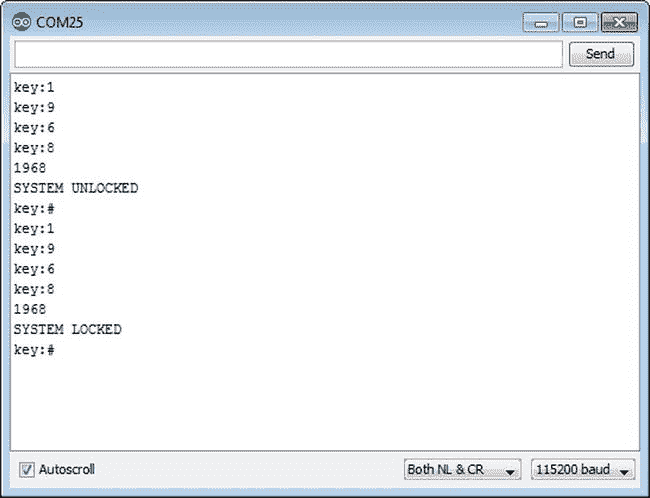 COM25
Send
key:1
key:9
key:6
key:8
1968
SYSTEM UNLOCKED
key:#
key:1
key:9
key:6
key:8
1968
SYSTEM LOCKED
key:#
Autoscroll
Both NL & CR
115200 baud